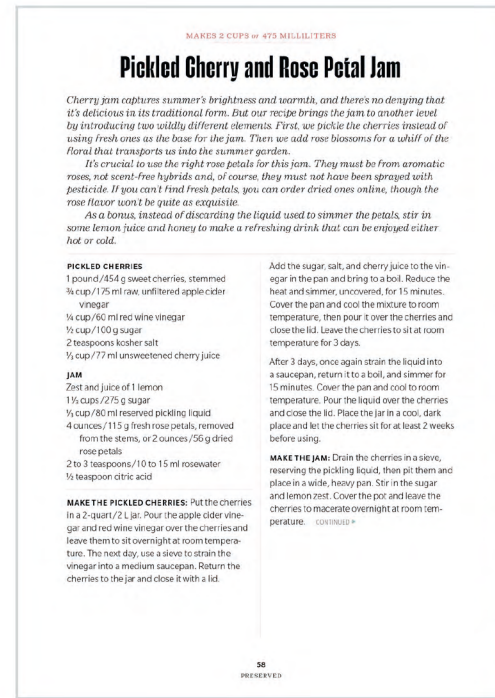 MAKES 2 CUPS or 475 MILLILITERS
Pickled Cherry and Rose Petal Jam
Cherry jam captures summer's brightness and warmth, and there's no denying that
it's delicious in its traditional form. But our recipe brings the jam to another level
by introducing two wildly different elements. First, we pickle the cherries instead of
using fresh ones as the base for the jam. Then we add rose blossoms for a whiff of the
floral that transports us into the summer garden.
It's crucial to use the right rose petals for this jam. They must be from aromatic
roses, not scent-free hybrids and, of course, they must not have been sprayed with
pesticide. If you can't find fresh petals, you can order dried ones online, though the
rose flavor won't be quite as exquisite.
As a bonus, instead of discarding the liquid used to simmer the petals, stir in
some lemon juice and honey to make a refreshing drink that can be enjoyed either
hot or cold.
PICKLED CHERRIES
1 pound/454 g sweet cherries, stemmed
¾ cup/175 ml raw, unfiltered apple cider
vinegar
¼ cup/60 ml red wine vinegar
½ cup/100 g sugar
2 teaspoons kosher salt
⅓ cup/77 ml unsweetened cherry juice
JAM
Zest and juice of 1 lemon
1½ cups/275 g sugar
⅓ cup/80 ml reserved pickling liquid
4 ounces/115 g fresh rose petals, removed
from the stems, or 2 ounces/56 g dried
rose petals
2 to 3 teaspoons/10 to 15 ml rosewater
½ teaspoon citric acid
MAKE THE PICKLED CHERRIES: Put the cherries
in a 2-quart/2 L jar. Pour the apple cider vine-
gar and red wine vinegar over the cherries and
leave them to sit overnight at room tempera-
ture. The next day, use a sieve to strain the
vinegar into a medium saucepan. Return the
cherries to the jar and close it with a lid.
Add the sugar, salt, and cherry juice to the vin-
egar in the pan and bring to a boil. Reduce the
heat and simmer, uncovered, for 15 minutes.
Cover the pan and cool the mixture to room
temperature, then pour it over the cherries and
close the lid. Leave the cherries to sit at room
temperature for 3 days.
After 3 days, once again strain the liquid into
a saucepan, return it to a boil, and simmer for
15 minutes. Cover the pan and cool to room
temperature. Pour the liquid over the cherries
and close the lid. Place the jar in a cool, dark
place and let the cherries sit for at least 2 weeks
before using.
MAKE THE JAM: Drain the cherries in a sieve,
reserving the pickling liquid, then pit them and
place in a wide, heavy pan. Stir in the sugar
and lemon zest. Cover the pot and leave the
cherries to macerate overnight at room tem-
perature. CONTINUED »
58
PRESERVED